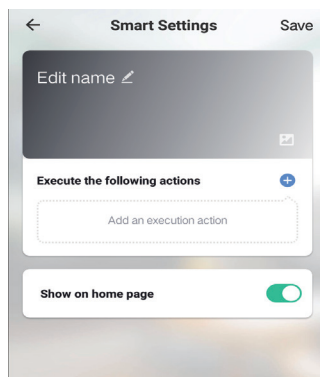 Smart Settings
Save
Edit name
Execute the following actions
Add an execution action
Show on home page